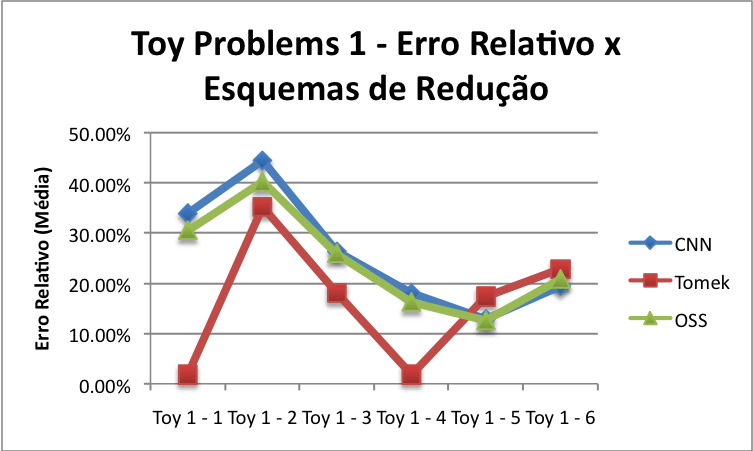 Toy Problems 1 - Erro Relativo x
Esquemas de Redução
50.00%
40.00%
30.00%
20.00%
10.00%
0.00%
Erro Relativo (Média)
Toy 1 - 1 Toy 1 - 2 Toy 1 - 3 Toy 1 - 4 Toy 1 - 5 Toy 1 - 6
CNN
Tomek
OSS